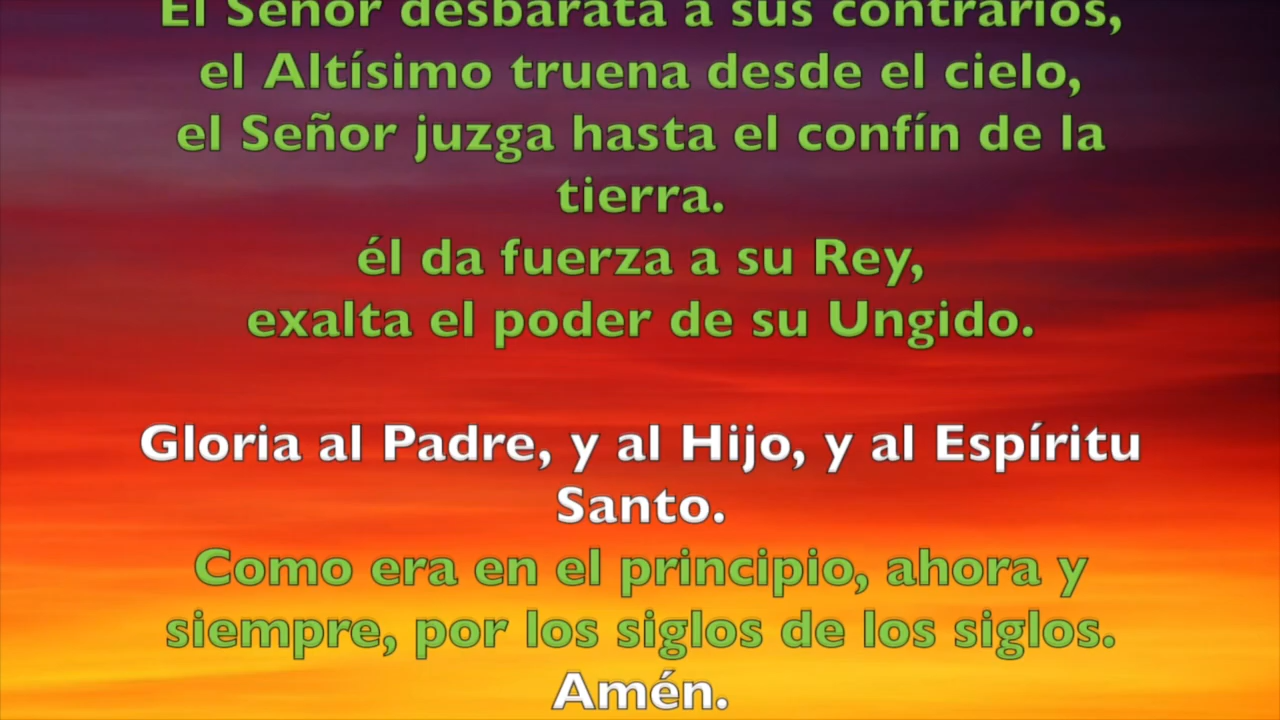 El Señor desbarata a sus contrarios,
el Altísimo truena desde el cielo,
el Señor juzga hasta el confín de la
tierra.
él da fuerza a su Rey,
exalta el poder de su Ungido.
Gloria al Padre, y al Hijo, y al Espíritu
Santo.
Como era en el principio, ahora y
siempre, por los siglos de los siglos.
Amén.